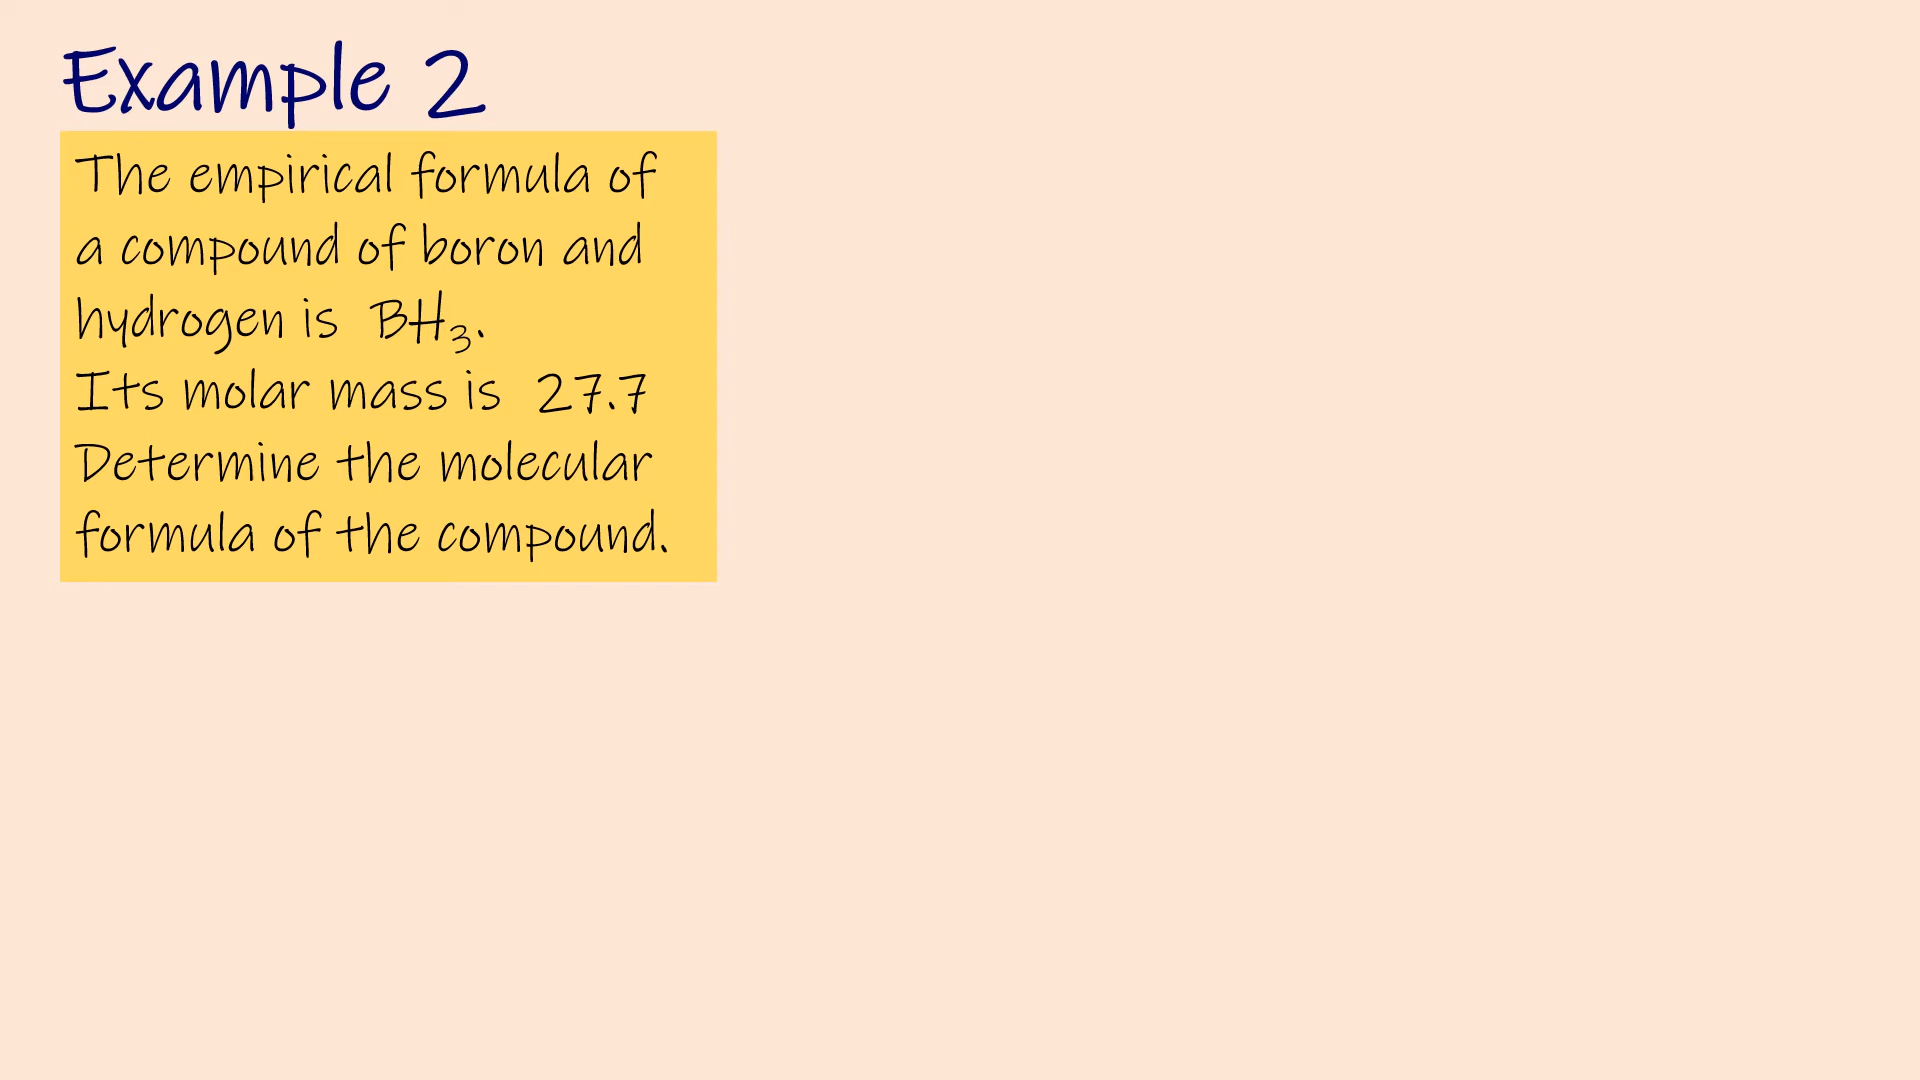 Example 2
The empirical formula of
a compound of boron and
hydrogen is BH₃.
Its molar mass is 27.7
Determine the molecular
formula of the compound.